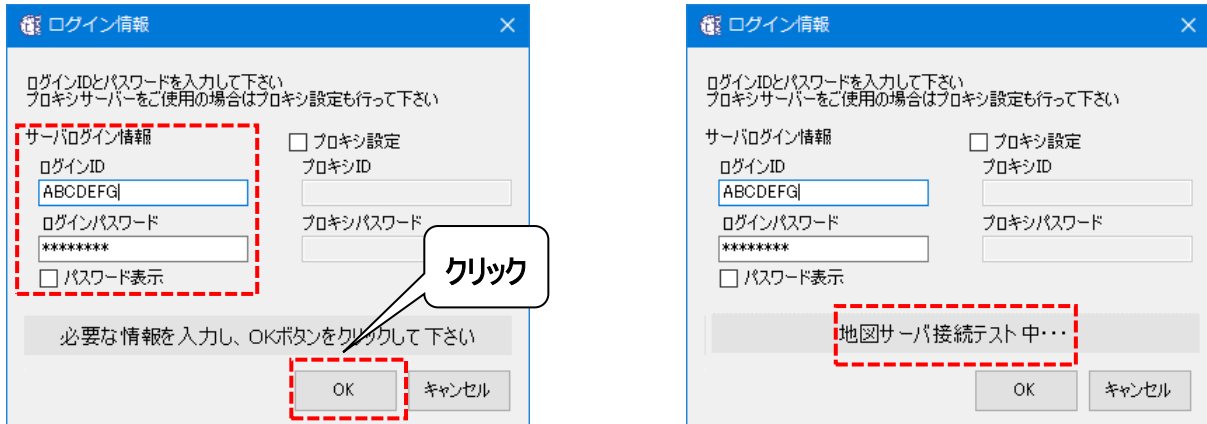 ログイン情報
ログインIDとパスワードを入力して下さい
プロキシサーバーをご使用の場合はプロキシ設定も行って下さい
サーバログイン情報
ログインID
ABCDEFG
ログインパスワード
********
パスワード表示
プロキシ設定
プロキシID
プロキシパスワード
クリック
必要な情報を入力し、OKボタンをクリックして下さい
OK
キャンセル
ログイン情報
ログインIDとパスワードを入力して下さい
プロキシサーバーをご使用の場合はプロキシ設定も行って下さい
サーバログイン情報
ログインID
ABCDEFG
ログインパスワード
********
パスワード表示
プロキシ設定
プロキシID
プロキシパスワード
地図サーバ接続テスト中・・・
OK
キャンセル